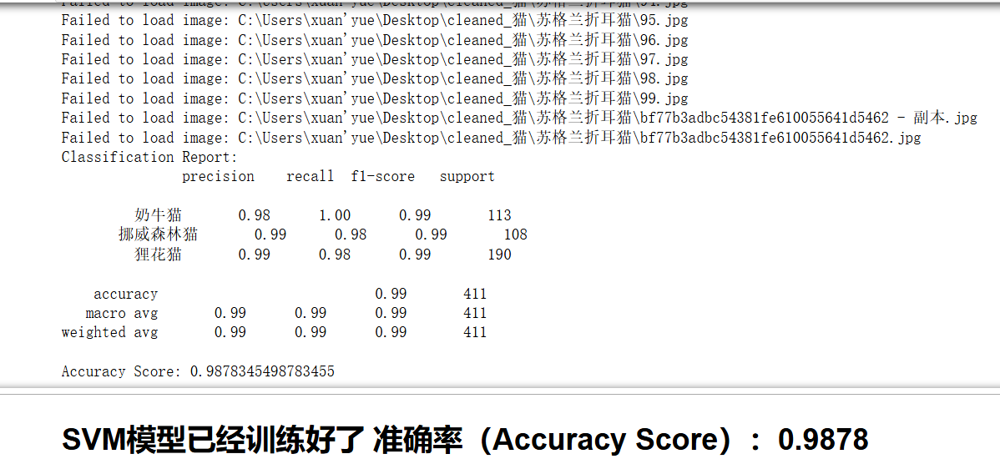 Failed to load image: C:\Users\xuan'yue\Desktop\cleaned_猫\苏格兰折耳猫\94.jpg
Failed to load image: C:\Users\xuan'yue\Desktop\cleaned_猫\苏格兰折耳猫\95.jpg
Failed to load image: C:\Users\xuan'yue\Desktop\cleaned_猫\苏格兰折耳猫\96.jpg
Failed to load image: C:\Users\xuan'yue\Desktop\cleaned_猫\苏格兰折耳猫\97.jpg
Failed to load image: C:\Users\xuan'yue\Desktop\cleaned_猫\苏格兰折耳猫\98.jpg
Failed to load image: C:\Users\xuan'yue\Desktop\cleaned_猫\苏格兰折耳猫\99.jpg
Failed to load image: C:\Users\xuan'yue\Desktop\cleaned_猫\苏格兰折耳猫\bf77b3adbc54381fe610055641d5462 - 副本.jpg
Failed to load image: C:\Users\xuan'yue\Desktop\cleaned_猫\苏格兰折耳猫\bf77b3adbc54381fe610055641d5462.jpg
Classification Report:
precision recall f1-score support
奶牛猫 0.98 1.00 0.99 113
挪威森林猫 0.99 0.98 0.99 108
狸花猫 0.99 0.98 0.99 190
accuracy 0.99 411
macro avg 0.99 0.99 0.99 411
weighted avg 0.99 0.99 0.99 411
Accuracy Score: 0.9878345498783455
SVM模型已经训练好了 准确率（Accuracy Score）：0.9878